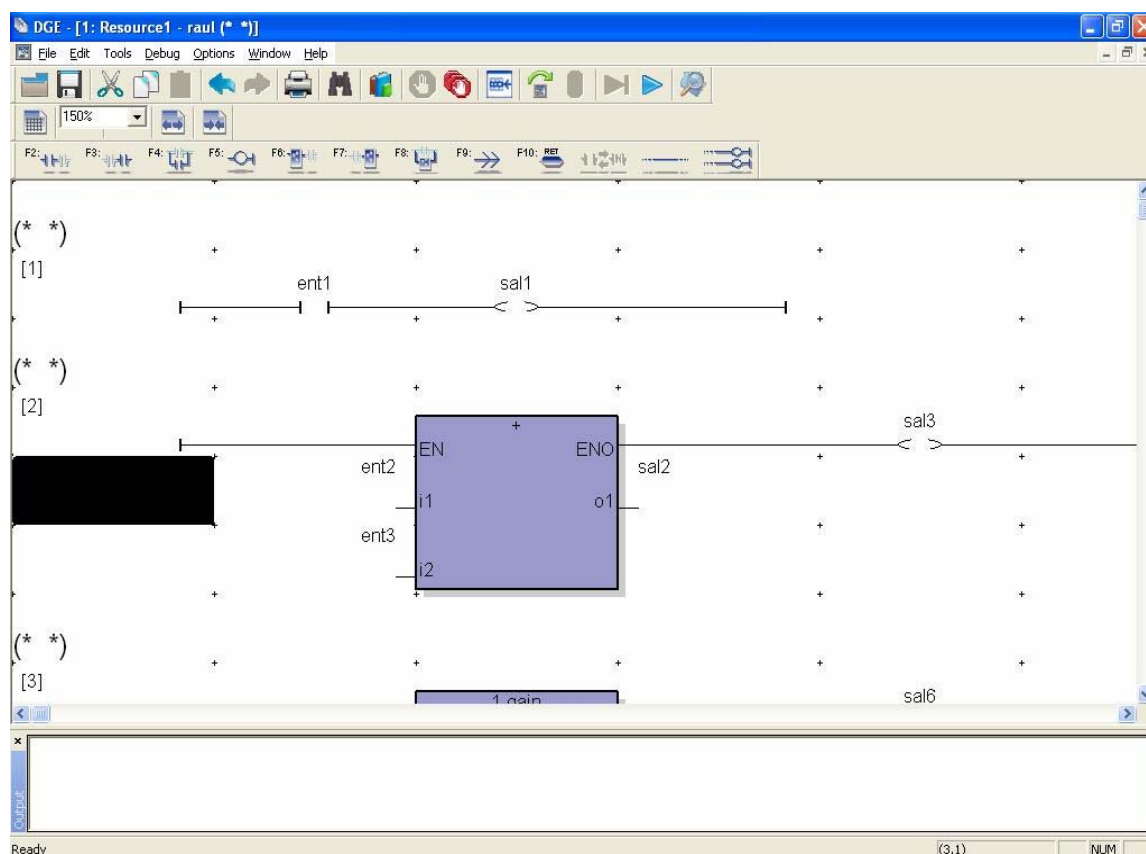 DGE - [1: Resource1 - raul (* *)]
File Edit Tools Debug Options Window Help
150%
F2: F3: F4: F5: F6: F7: F8: F9: F10: RET
(* *)
[1]
ent1 sal1
(* *)
[2]
sal3
+
EN ENO
ent2 sal2
i1 o1
ent3
i2
(* *)
[3]
1 gain sal6
Output
Ready (3,1) NUM